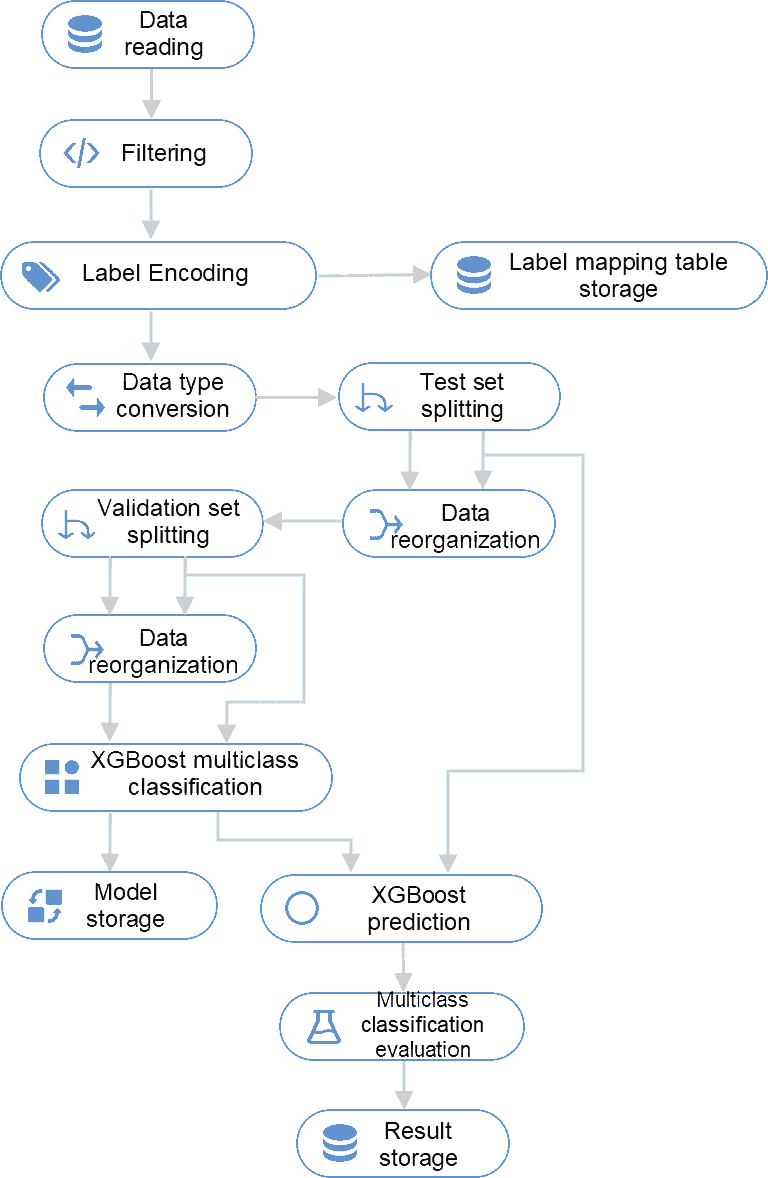 Data
reading
Filtering
Label Encoding
Label mapping table
storage
Data type
conversion
Test set
splitting
Validation set
splitting
Data
reorganization
Data
reorganization
XGBoost multiclass
classification
Model
storage
XGBoost
prediction
Multiclass
classification
evaluation
Result
storage